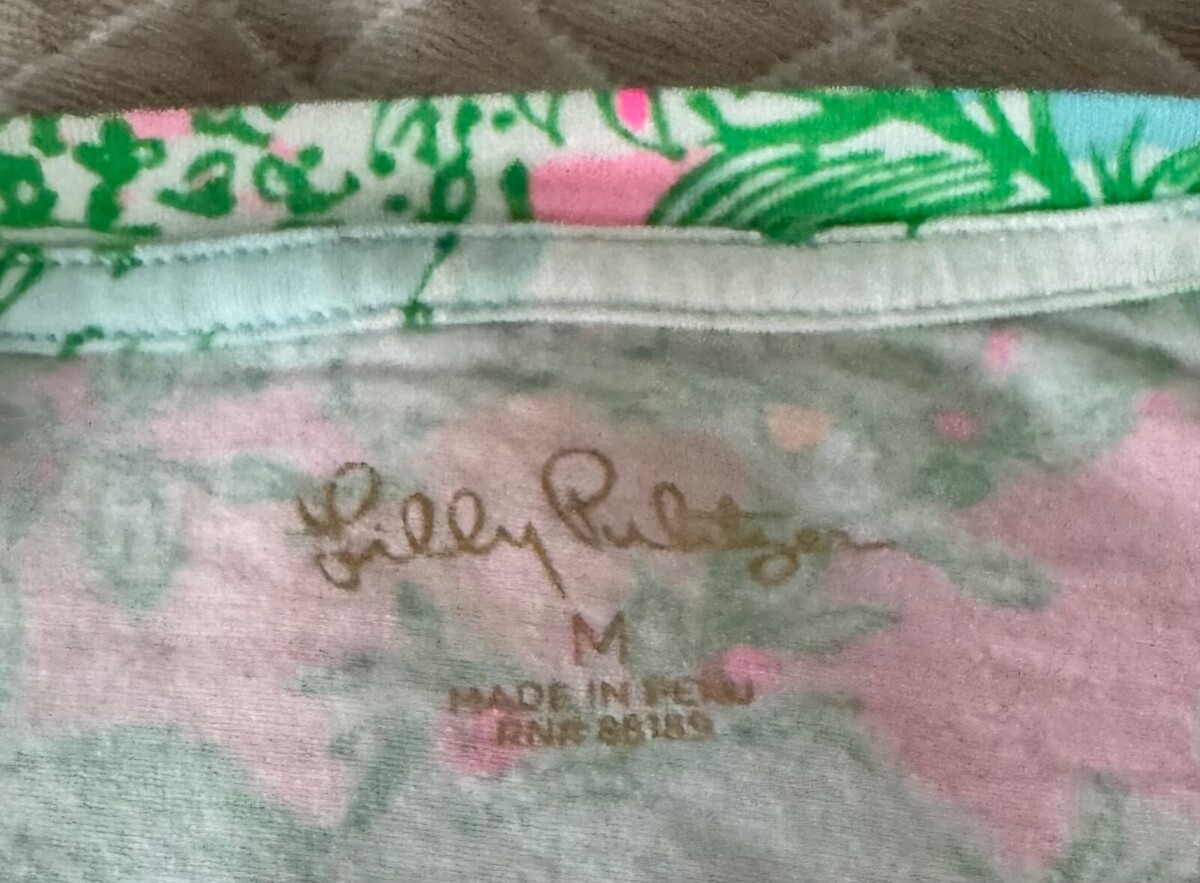 Lilly Pulitzer
M
MADE IN PERU
RN# 88189